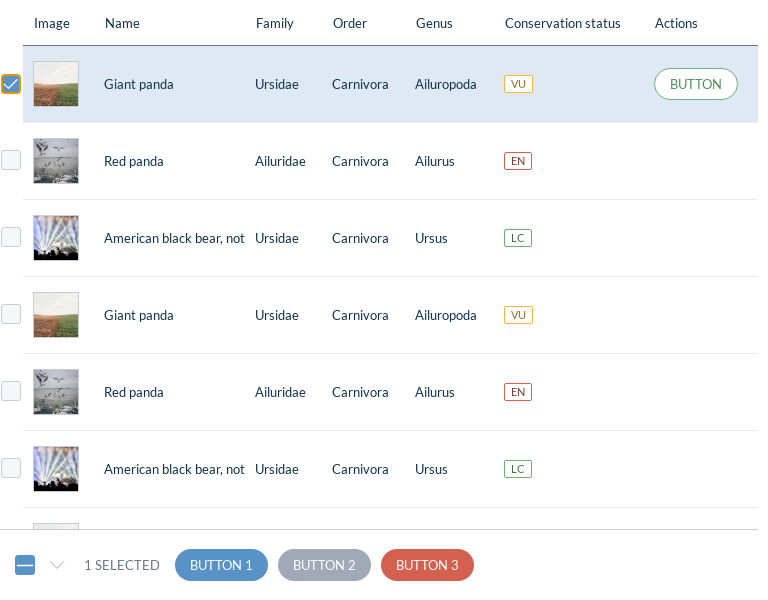 Image Name Family Order Genus Conservation status Actions
Giant panda Ursidae Carnivora Ailuropoda VU BUTTON
Red panda Ailuridae Carnivora Ailurus EN
American black bear, not Ursidae Carnivora Ursus LC
Giant panda Ursidae Carnivora Ailuropoda VU
Red panda Ailuridae Carnivora Ailurus EN
American black bear, not Ursidae Carnivora Ursus LC
1 SELECTED BUTTON 1 BUTTON 2 BUTTON 3